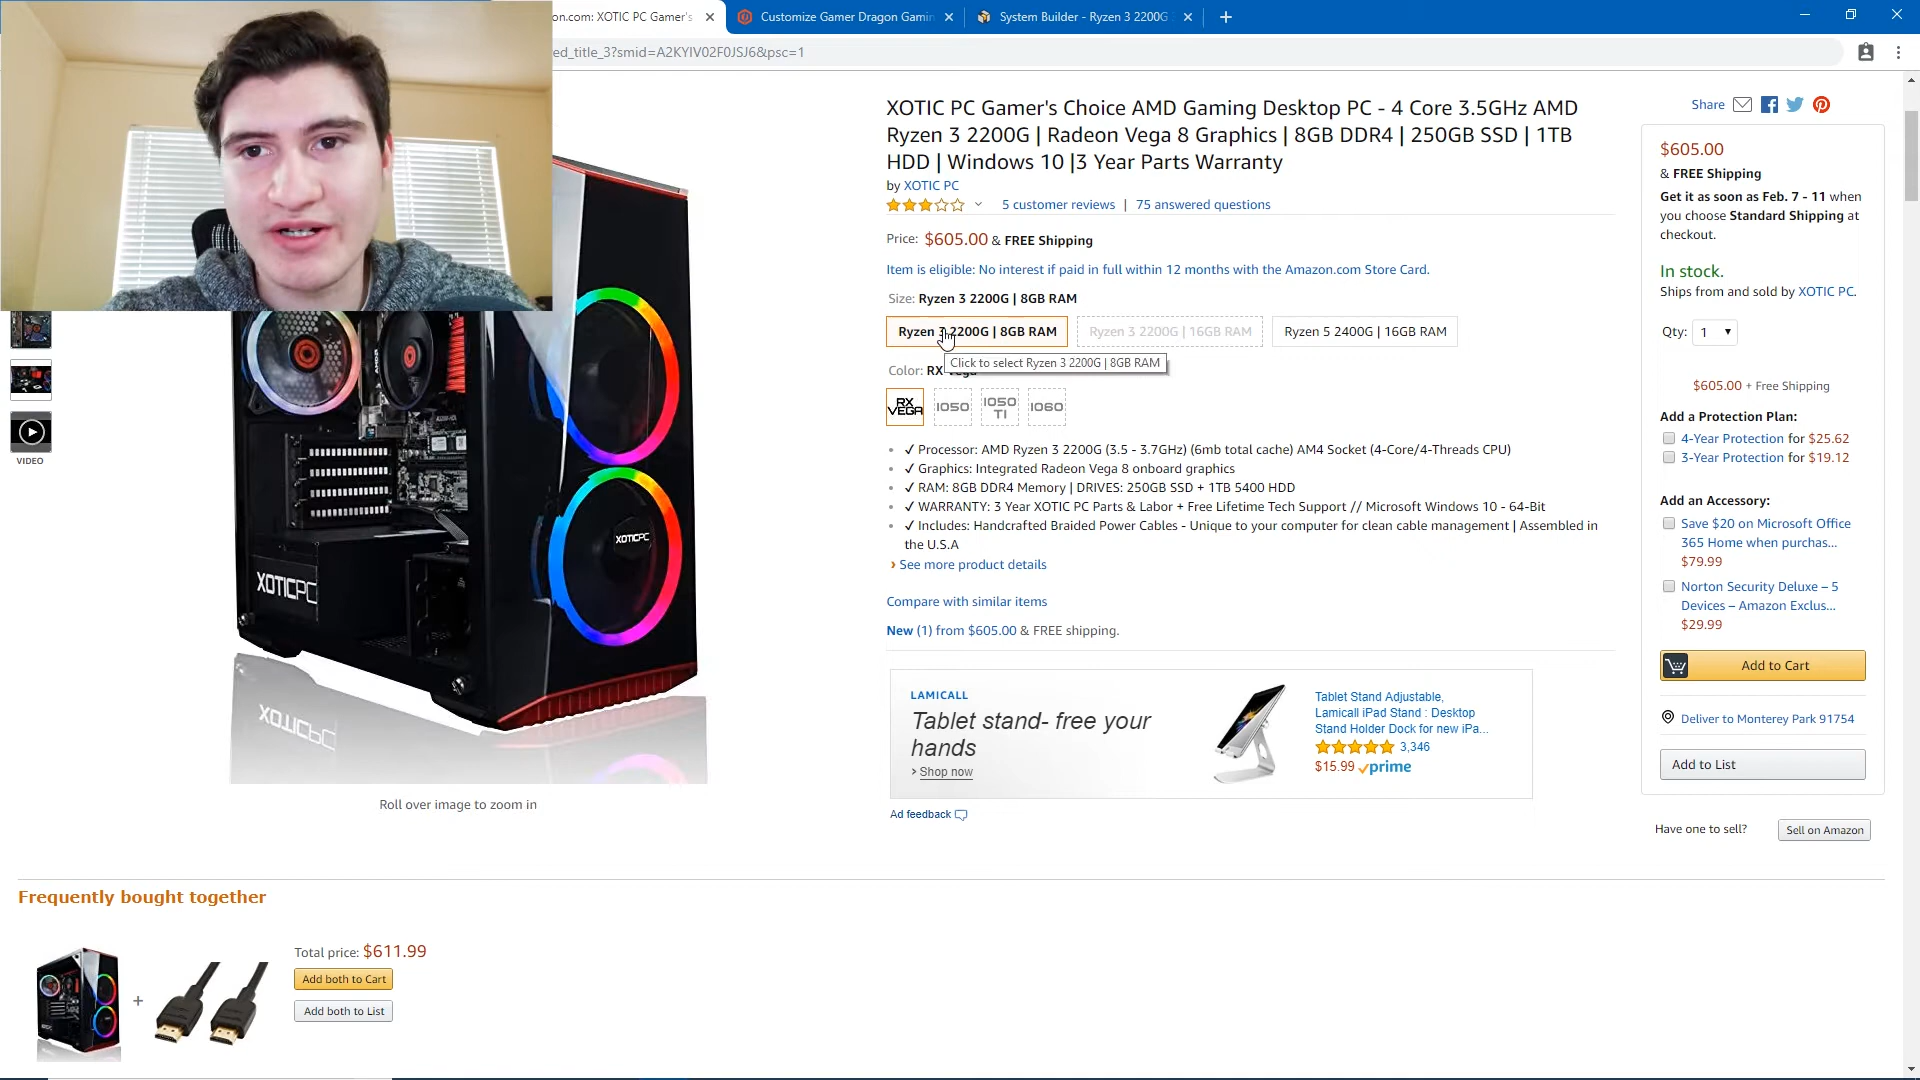 on.com: XOTIC PC Gamer's
Customize Gamer Dragon Gamin
System Builder - Ryzen 3 2200G
ed_title_3?smid=A2KYIV02F0JSJ6&psc=1
XOTIC PC Gamer's Choice AMD Gaming Desktop PC - 4 Core 3.5GHz AMD
Ryzen 3 2200G | Radeon Vega 8 Graphics | 8GB DDR4 | 250GB SSD | 1TB
HDD | Windows 10 |3 Year Parts Warranty
by XOTIC PC
5 customer reviews | 75 answered questions
Price: $605.00 & FREE Shipping
Item is eligible: No interest if paid in full within 12 months with the Amazon.com Store Card.
Size: Ryzen 3 2200G | 8GB RAM
Ryzen 3 2200G | 8GB RAM
Ryzen 3 2200G | 16GB RAM
Ryzen 5 2400G | 16GB RAM
Click to select Ryzen 3 2200G | 8GB RAM
Color: RX Vega
RX VEGA
1050
1050 TI
1060
✓ Processor: AMD Ryzen 3 2200G (3.5 - 3.7GHz) (6mb total cache) AM4 Socket (4-Core/4-Threads CPU)
✓ Graphics: Integrated Radeon Vega 8 onboard graphics
✓ RAM: 8GB DDR4 Memory | DRIVES: 250GB SSD + 1TB 5400 HDD
✓ WARRANTY: 3 Year XOTIC PC Parts & Labor + Free Lifetime Tech Support // Microsoft Windows 10 - 64-Bit
✓ Includes: Handcrafted Braided Power Cables - Unique to your computer for clean cable management | Assembled in
the U.S.A
› See more product details
Compare with similar items
New (1) from $605.00 & FREE shipping.
LAMICALL
Tablet stand- free your
hands
› Shop now
Tablet Stand Adjustable,
Lamicall iPad Stand : Desktop
Stand Holder Dock for new iPa...
3,346
$15.99 prime
Ad feedback
Share
$605.00
& FREE Shipping
Get it as soon as Feb. 7 - 11 when
you choose Standard Shipping at
checkout.
In stock.
Ships from and sold by XOTIC PC.
Qty: 1
$605.00 + Free Shipping
Add a Protection Plan:
4-Year Protection for $25.62
3-Year Protection for $19.12
Add an Accessory:
Save $20 on Microsoft Office
365 Home when purchas...
$79.99
Norton Security Deluxe – 5
Devices – Amazon Exclus...
$29.99
Add to Cart
Deliver to Monterey Park 91754
Add to List
Have one to sell?
Sell on Amazon
VIDEO
XOTICPC
XOTICPC
XOTICPC
Roll over image to zoom in
Frequently bought together
Total price: $611.99
Add both to Cart
+
Add both to List